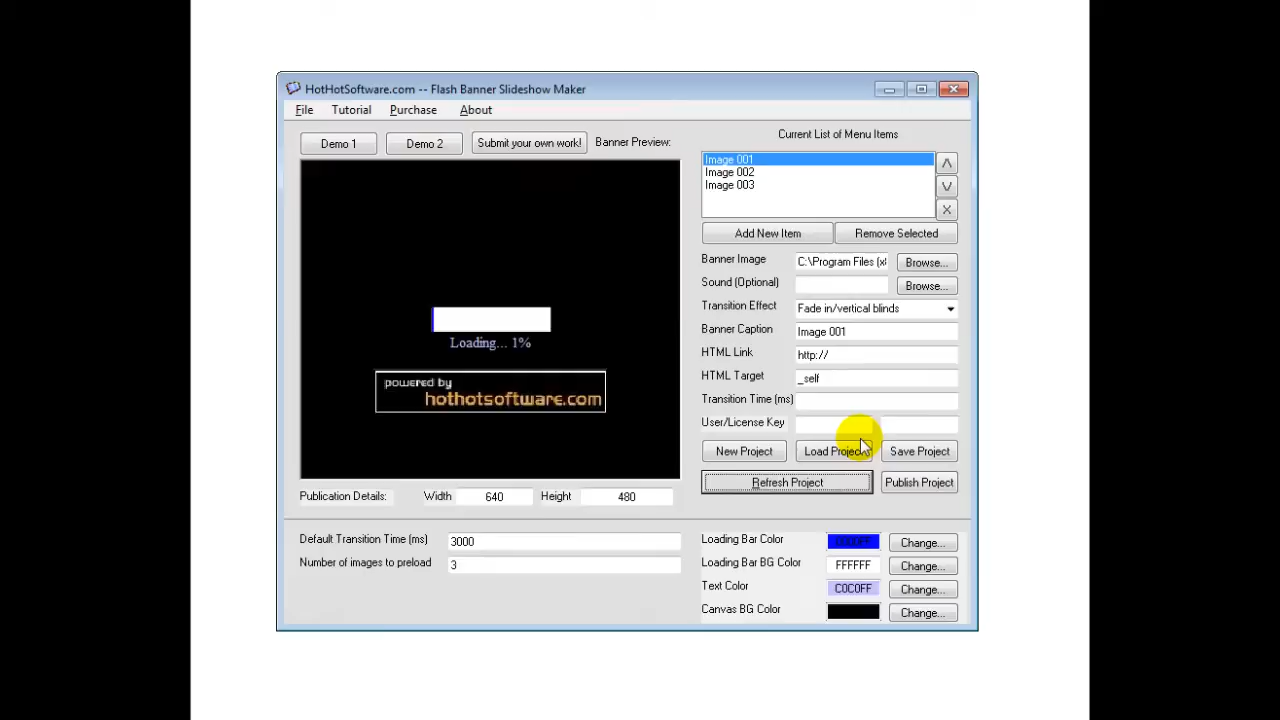 HotHotSoftware.com -- Flash Banner Slideshow Maker
File Tutorial Purchase About
Demo 1 Demo 2 Submit your own work! Banner Preview:
Loading... 1%
powered by
hothotsoftware.com
Publication Details: Width 640 Height 480
Current List of Menu Items
Image 001
Image 002
Image 003
Add New Item Remove Selected
Banner Image C:\Program Files (x Browse...
Sound (Optional) Browse...
Transition Effect Fade in/vertical blinds
Banner Caption Image 001
HTML Link http://
HTML Target _self
Transition Time (ms)
User/License Key
New Project Load Project Save Project
Refresh Project Publish Project
Default Transition Time (ms) 3000
Number of images to preload 3
Loading Bar Color 0000FF Change...
Loading Bar BG Color FFFFFF Change...
Text Color C0C0FF Change...
Canvas BG Color Change...